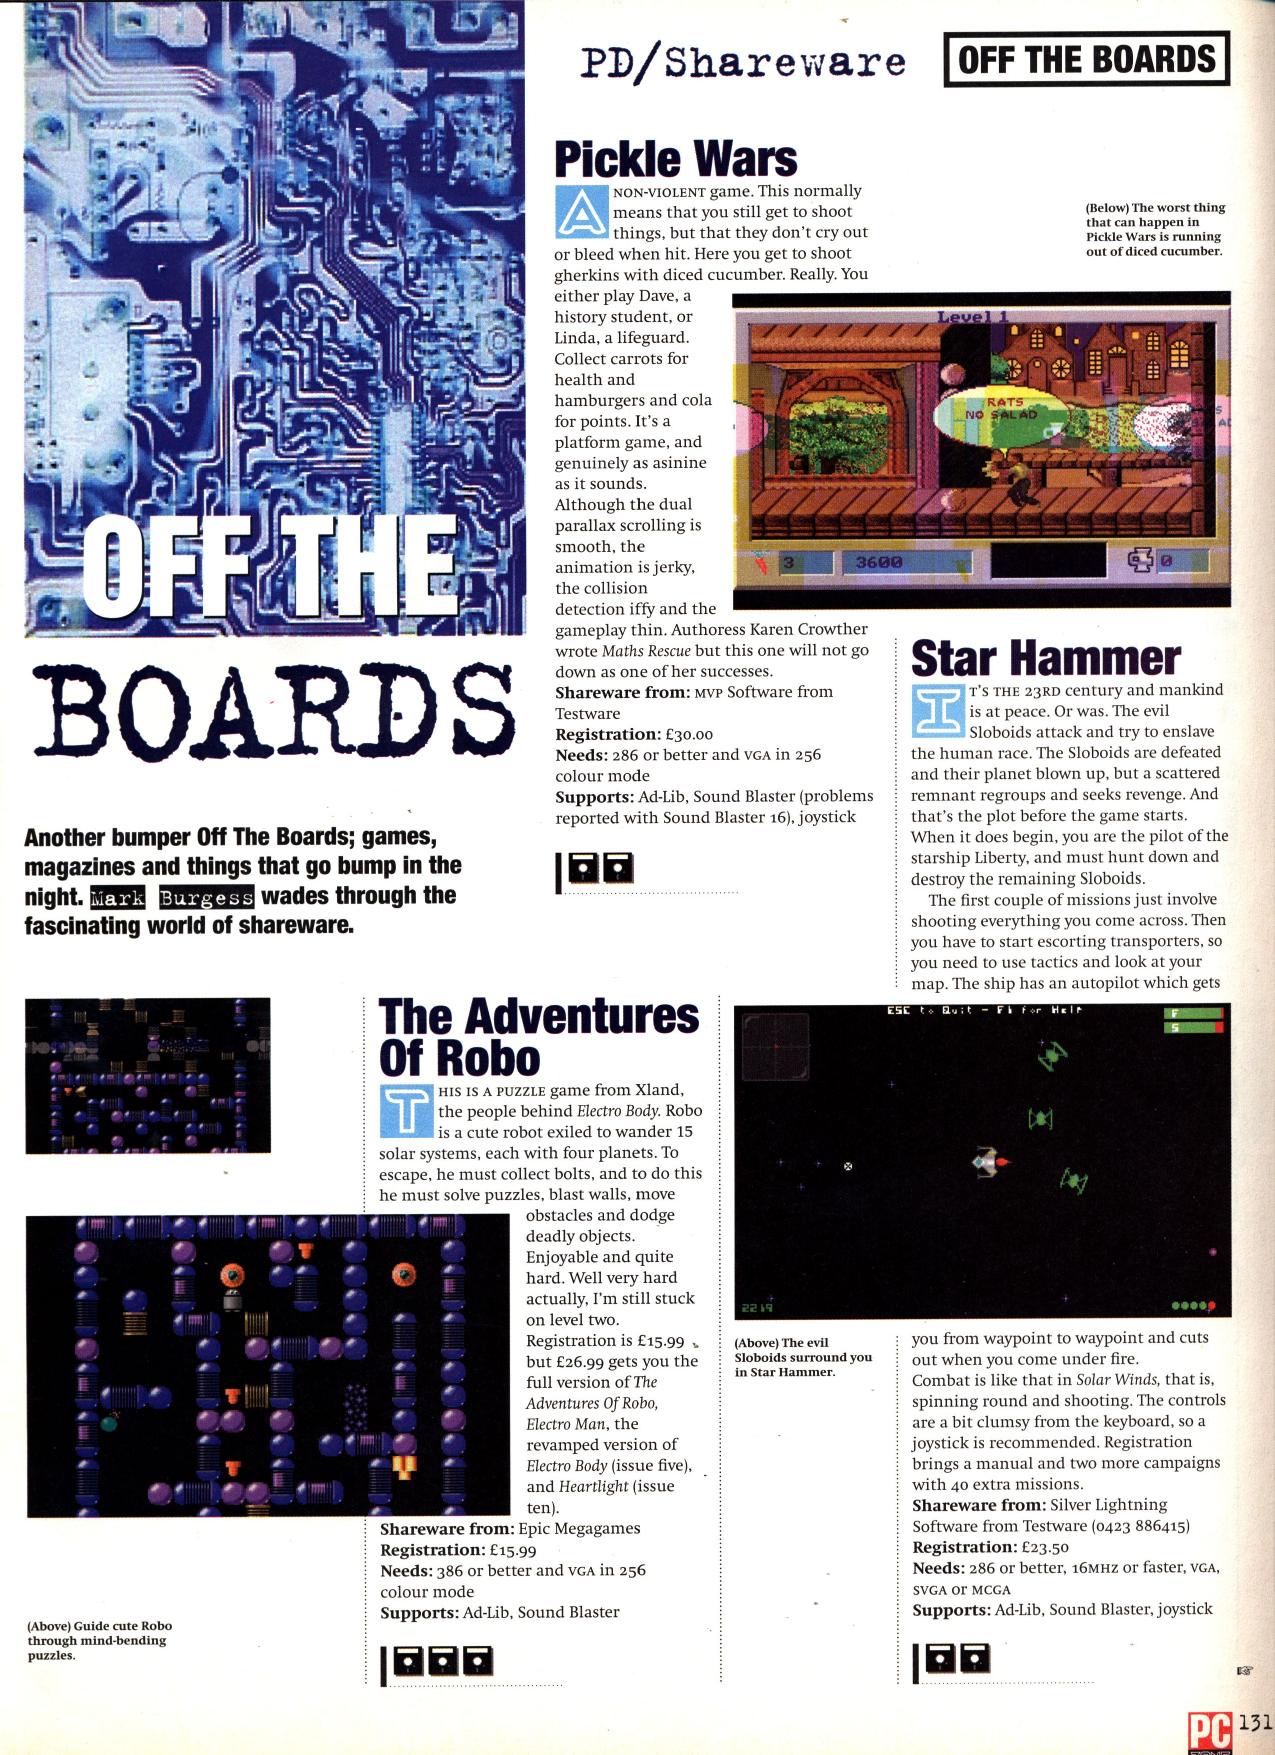 PD/Shareware
OFF THE BOARDS
OFF THE
BOARDS
Another bumper Off The Boards; games,
magazines and things that go bump in the
night. Mark Burgess wades through the
fascinating world of shareware.
Pickle Wars
A NON-VIOLENT game. This normally
means that you still get to shoot
things, but that they don't cry out
or bleed when hit. Here you get to shoot
gherkins with diced cucumber. Really. You
either play Dave, a
history student, or
Linda, a lifeguard.
Collect carrots for
health and
hamburgers and cola
for points. It's a
platform game, and
genuinely as asinine
as it sounds.
Although the dual
parallax scrolling is
smooth, the
animation is jerky,
the collision
detection iffy and the
gameplay thin. Authoress Karen Crowther
wrote Maths Rescue but this one will not go
down as one of her successes.
Shareware from: MVP Software from
Testware
Registration: £30.00
Needs: 286 or better and VGA in 256
colour mode
Supports: Ad-Lib, Sound Blaster (problems
reported with Sound Blaster 16), joystick
(Below) The worst thing
that can happen in
Pickle Wars is running
out of diced cucumber.
Level 1
RATS
NO SALAD
3
3600
0
The Adventures
Of Robo
THIS IS A PUZZLE game from Xland,
the people behind Electro Body. Robo
is a cute robot exiled to wander 15
solar systems, each with four planets. To
escape, he must collect bolts, and to do this
he must solve puzzles, blast walls, move
obstacles and dodge
deadly objects.
Enjoyable and quite
hard. Well very hard
actually, I'm still stuck
on level two.
Registration is £15.99
but £26.99 gets you the
full version of The
Adventures Of Robo,
Electro Man, the
revamped version of
Electro Body (issue five),
and Heartlight (issue
ten).
Shareware from: Epic Megagames
Registration: £15.99
Needs: 386 or better and VGA in 256
colour mode
Supports: Ad-Lib, Sound Blaster
(Above) Guide cute Robo
through mind-bending
puzzles.
Star Hammer
IT'S THE 23RD century and mankind
is at peace. Or was. The evil
Sloboids attack and try to enslave
the human race. The Sloboids are defeated
and their planet blown up, but a scattered
remnant regroups and seeks revenge. And
that's the plot before the game starts.
When it does begin, you are the pilot of the
starship Liberty, and must hunt down and
destroy the remaining Sloboids.
The first couple of missions just involve
shooting everything you come across. Then
you have to start escorting transporters, so
you need to use tactics and look at your
map. The ship has an autopilot which gets
ESC to Quit - F1 for Help
F
S
2219
(Above) The evil
Sloboids surround you
in Star Hammer.
you from waypoint to waypoint and cuts
out when you come under fire.
Combat is like that in Solar Winds, that is,
spinning round and shooting. The controls
are a bit clumsy from the keyboard, so a
joystick is recommended. Registration
brings a manual and two more campaigns
with 40 extra missions.
Shareware from: Silver Lightning
Software from Testware (0423 886415)
Registration: £23.50
Needs: 286 or better, 16MHZ or faster, VGA,
SVGA or MCGA
Supports: Ad-Lib, Sound Blaster, joystick
PC
131